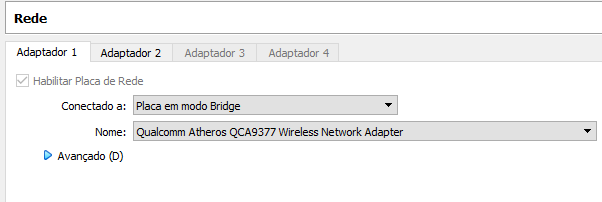 Rede
Adaptador 1 Adaptador 2 Adaptador 3 Adaptador 4
Habilitar Placa de Rede
Conectado a: Placa em modo Bridge
Nome: Qualcomm Atheros QCA9377 Wireless Network Adapter
Avançado (D)